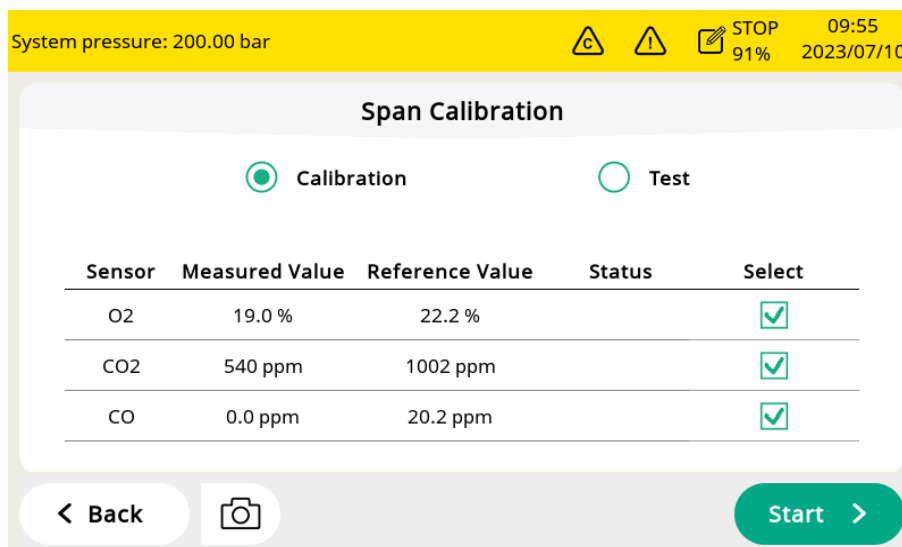 System pressure: 200.00 bar
C
!
STOP
91%
09:55
2023/07/10
Span Calibration
Calibration Test
Sensor Measured Value Reference Value Status Select
O2 19.0 % 22.2 %
CO2 540 ppm 1002 ppm
CO 0.0 ppm 20.2 ppm
Back Start